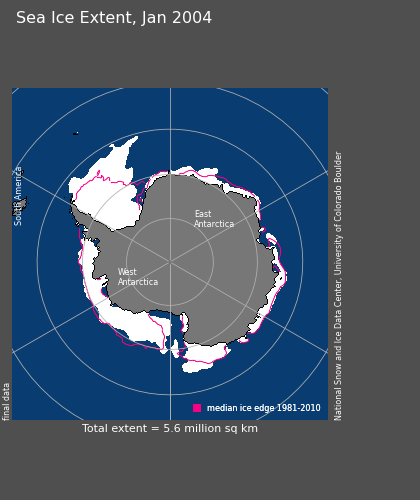 Sea Ice Extent, Jan 2004
South America
East
Antarctica
West
Antarctica
National Snow and Ice Data Center, University of Colorado Boulder
final data
median ice edge 1981-2010
Total extent = 5.6 million sq km